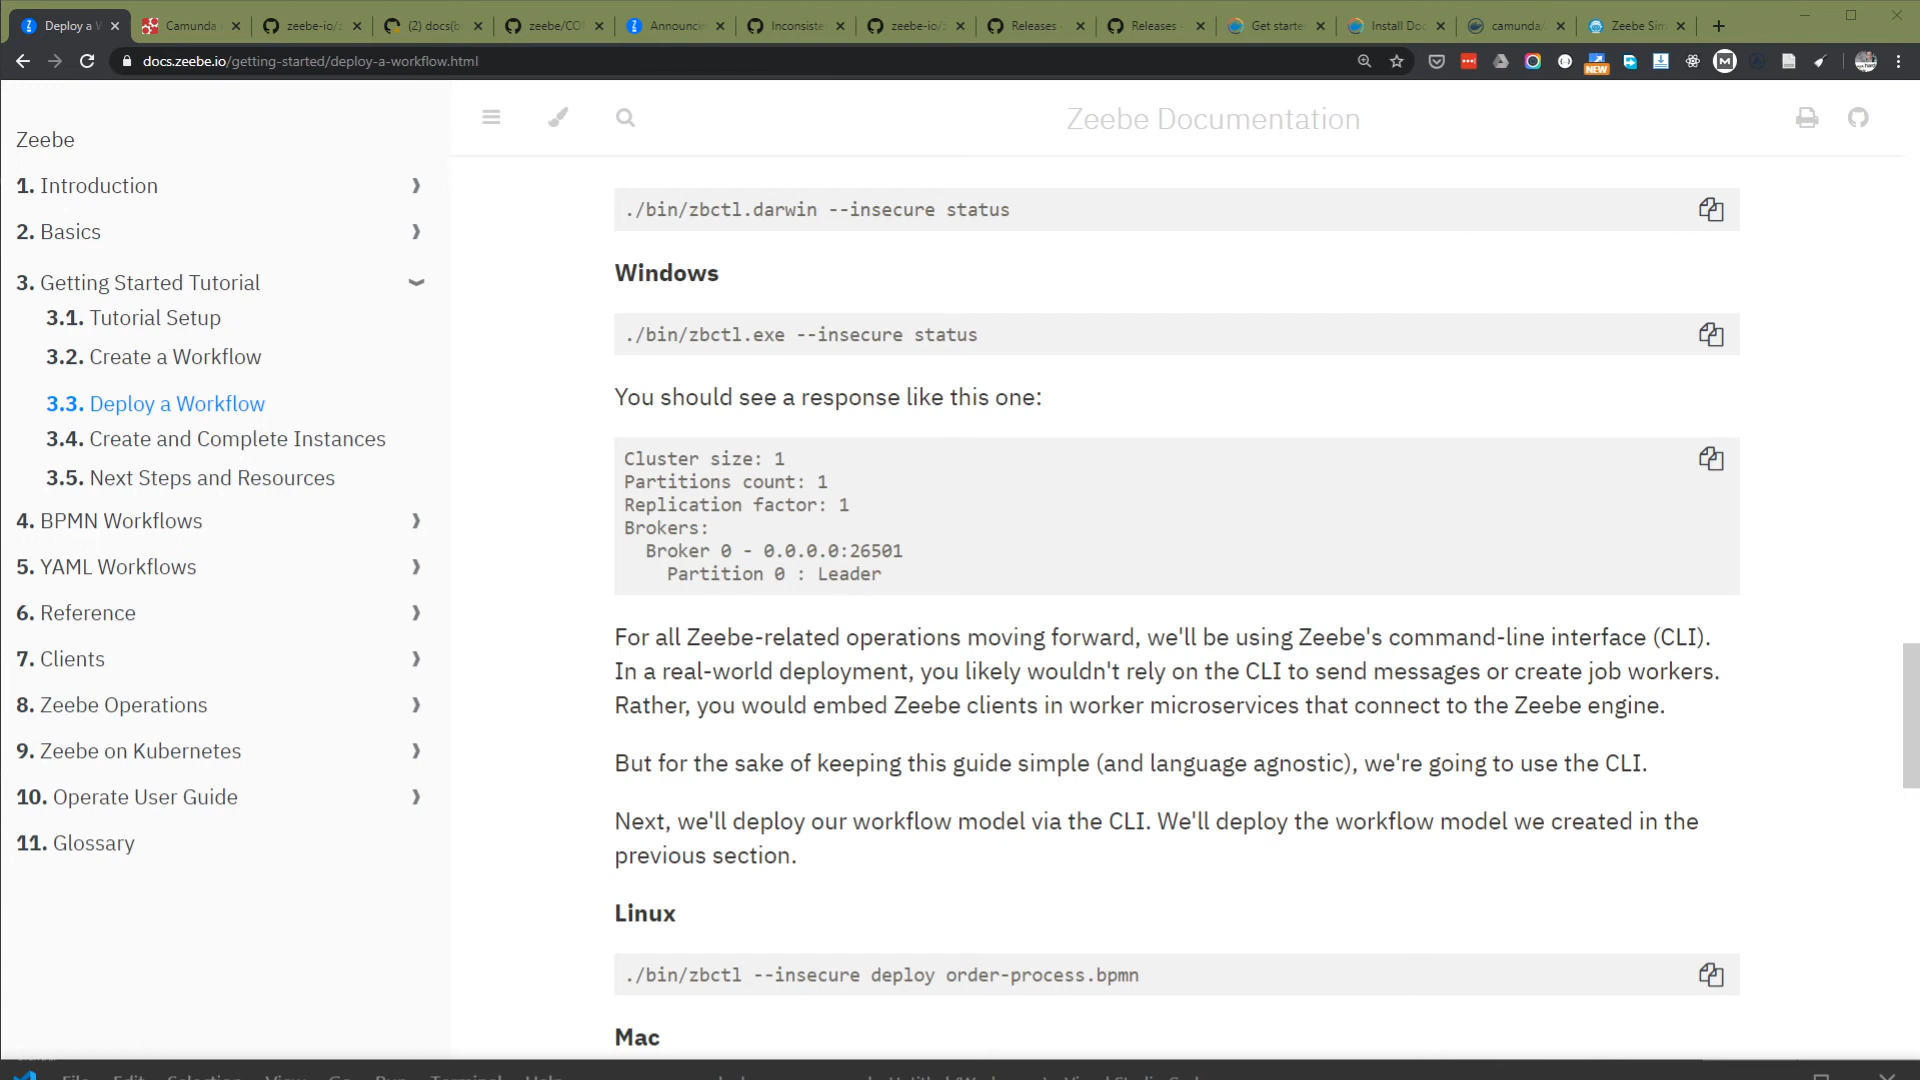 Deploy a W
Camunda
zeebe-io/z
(2) docs(b
zeebe/CO
Announcin
Inconsiste
zeebe-io/z
Releases
Releases
Get starte
Install Doc
camunda/
Zeebe Sim
docs.zeebe.io/getting-started/deploy-a-workflow.html
NEW
Zeebe
1. Introduction
2. Basics
3. Getting Started Tutorial
3.1. Tutorial Setup
3.2. Create a Workflow
3.3. Deploy a Workflow
3.4. Create and Complete Instances
3.5. Next Steps and Resources
4. BPMN Workflows
5. YAML Workflows
6. Reference
7. Clients
8. Zeebe Operations
9. Zeebe on Kubernetes
10. Operate User Guide
11. Glossary
Zeebe Documentation
./bin/zbctl.darwin --insecure status
Windows
./bin/zbctl.exe --insecure status
You should see a response like this one:
Cluster size: 1
Partitions count: 1
Replication factor: 1
Brokers:
Broker 0 - 0.0.0.0:26501
Partition 0 : Leader
For all Zeebe-related operations moving forward, we'll be using Zeebe's command-line interface (CLI).
In a real-world deployment, you likely wouldn't rely on the CLI to send messages or create job workers.
Rather, you would embed Zeebe clients in worker microservices that connect to the Zeebe engine.
But for the sake of keeping this guide simple (and language agnostic), we're going to use the CLI.
Next, we'll deploy our workflow model via the CLI. We'll deploy the workflow model we created in the
previous section.
Linux
./bin/zbctl --insecure deploy order-process.bpmn
Mac
File Edit Selection View Go Run Terminal Help